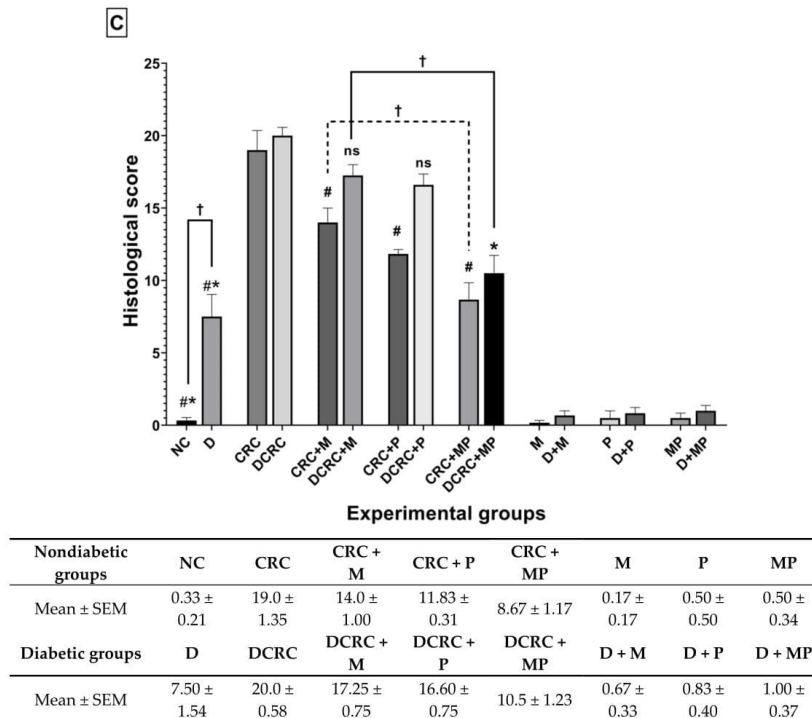 C
†
†
†
25
20
15
10
5
0
Histological score
#*
#*
#
ns
#
ns
#
*
NC
D
CRC
DCRC
CRC+M
DCRC+M
CRC+P
DCRC+P
CRC+MP
DCRC+MP
M
D+M
P
D+P
MP
D+MP
Experimental groups
Nondiabetic groups NC CRC CRC + M CRC + P CRC + MP M P MP
Mean ± SEM 0.33 ± 0.21 19.0 ± 1.35 14.0 ± 1.00 11.83 ± 0.31 8.67 ± 1.17 0.17 ± 0.17 0.50 ± 0.50 0.50 ± 0.34
Diabetic groups D DCRC DCRC + M DCRC + P DCRC + MP D + M D + P D + MP
Mean ± SEM 7.50 ± 1.54 20.0 ± 0.58 17.25 ± 0.75 16.60 ± 0.75 10.5 ± 1.23 0.67 ± 0.33 0.83 ± 0.40 1.00 ± 0.37